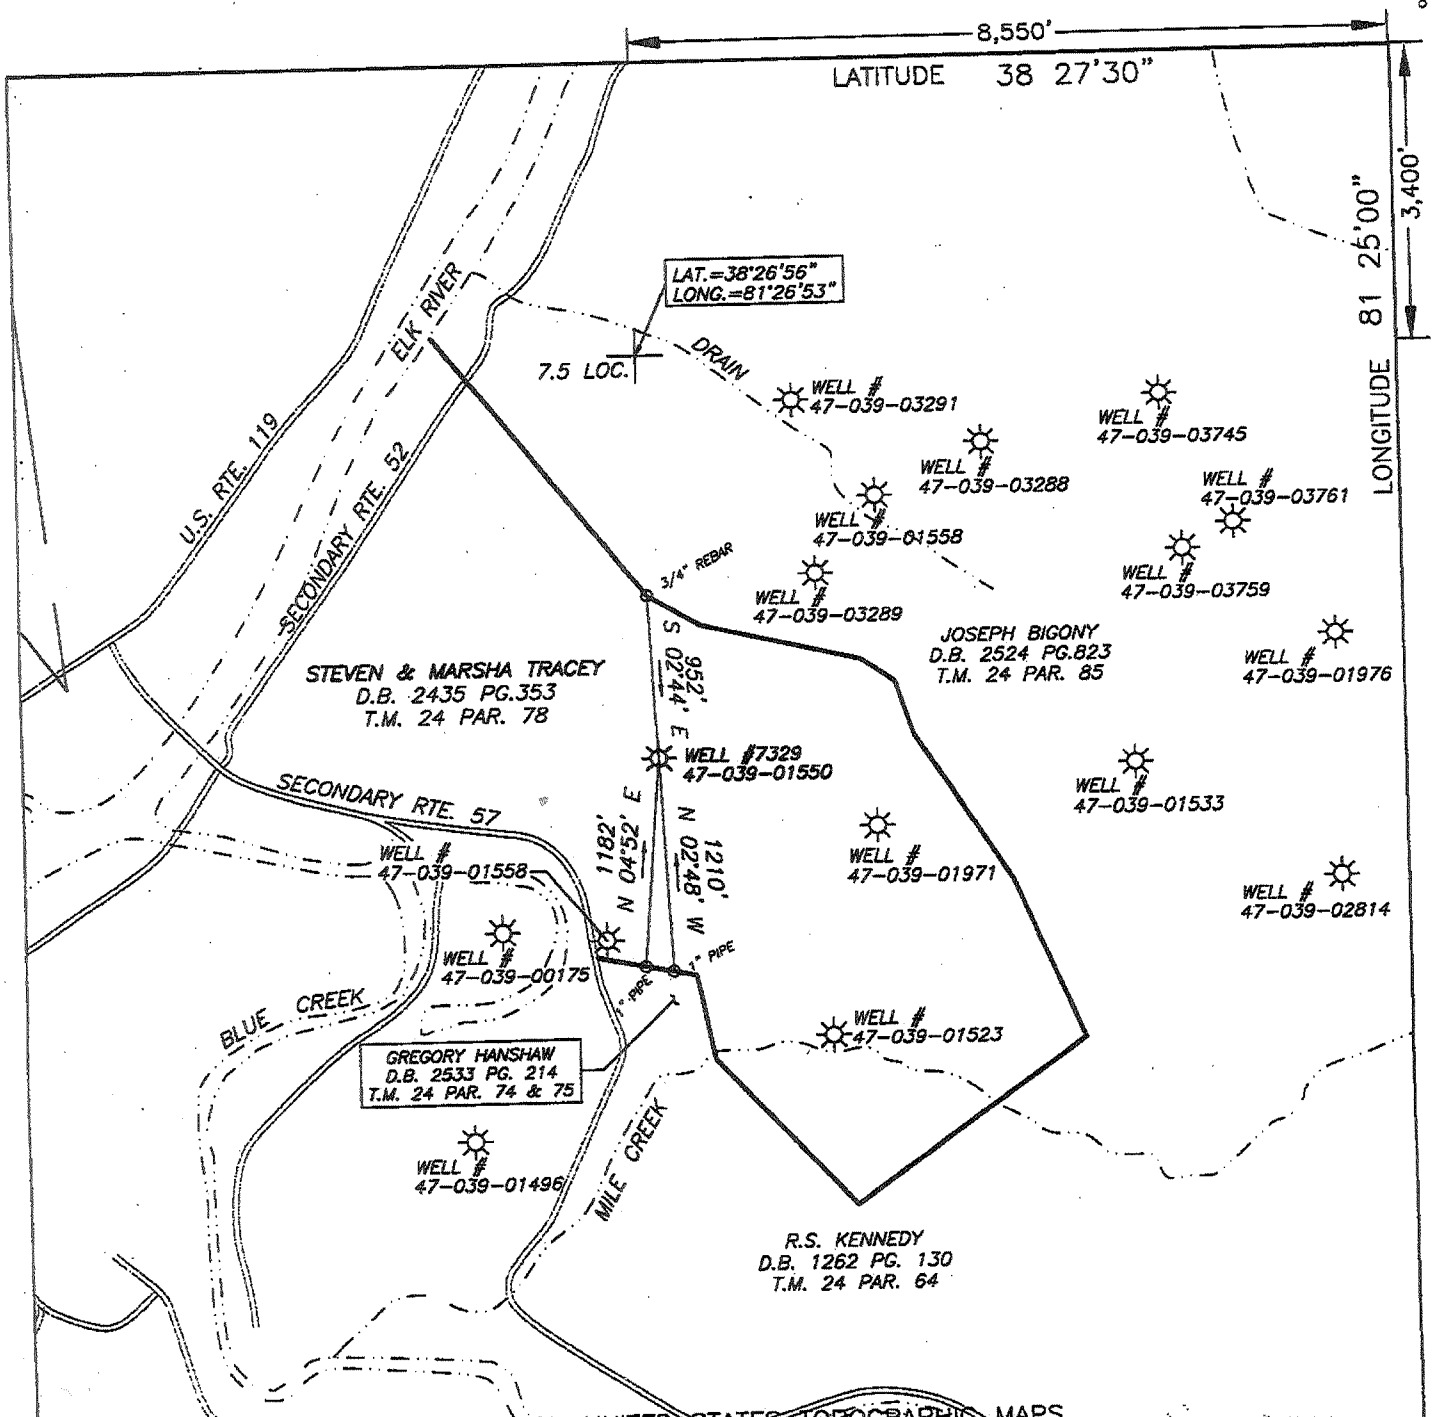 8,550'
LATITUDE 38 27'30"
3,400'
LONGITUDE 81 25'00"
LAT.=38°26'56"
LONG.=81°26'53"
ELK RIVER
7.5 LOC.
DRAIN
U.S. RTE. 119
SECONDARY RTE. 52
WELL #
47-039-03291
WELL #
47-039-03745
WELL #
47-039-03288
WELL #
47-039-03761
WELL #
47-039-01558
WELL #
47-039-03759
3/4" REBAR
WELL #
47-039-03289
JOSEPH BIGONY
D.B. 2524 PG.823
T.M. 24 PAR. 85
WELL #
47-039-01976
STEVEN & MARSHA TRACEY
D.B. 2435 PG.353
T.M. 24 PAR. 78
952'
S 02°44' E
WELL #7329
47-039-01550
WELL #
47-039-01533
SECONDARY RTE. 57
1182'
N 04°52' E
1210'
N 02°48' W
WELL #
47-039-01558
WELL #
47-039-01971
WELL #
47-039-02814
WELL #
47-039-00175
1" PIPE
1" PIPE
BLUE CREEK
WELL #
47-039-01523
GREGORY HANSHAW
D.B. 2533 PG. 214
T.M. 24 PAR. 74 & 75
MILE CREEK
WELL #
47-039-01496
R.S. KENNEDY
D.B. 1262 PG. 130
T.M. 24 PAR. 64
UNITED STATES TOPOGRAPHIC MAPS